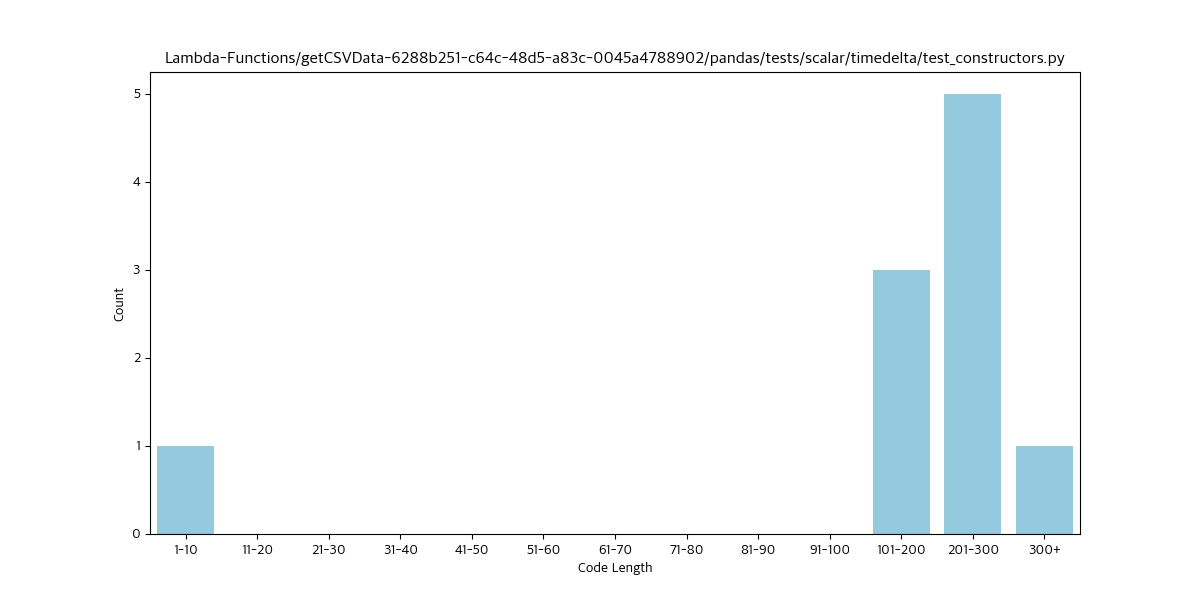 Lambda-Functions/getCSVData-6288b251-c64c-48d5-a83c-0045a4788902/pandas/tests/scalar/timedelta/test_constructors.py
5
4
3
2
1
0
Count
1-10 11-20 21-30 31-40 41-50 51-60 61-70 71-80 81-90 91-100 101-200 201-300 300+
Code Length